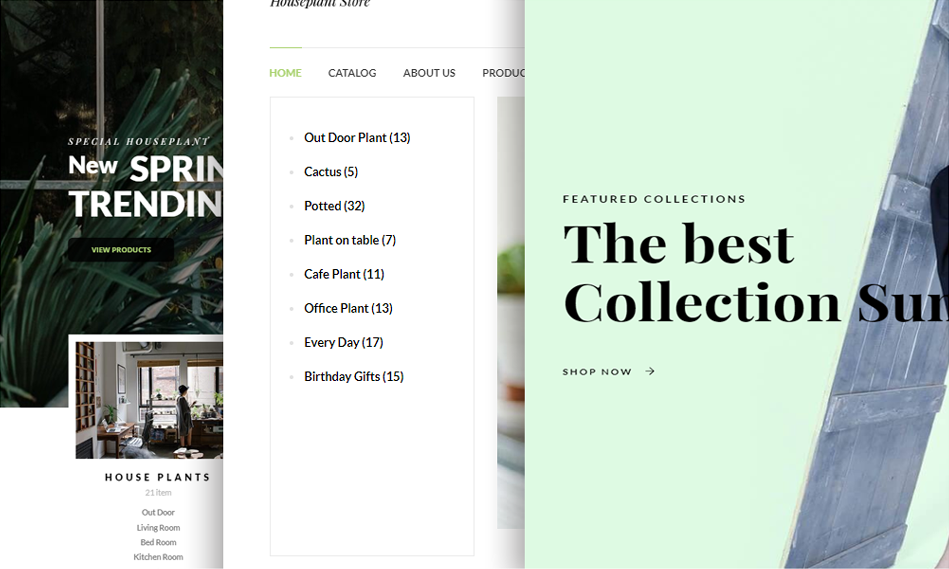 SPECIAL HOUSEPLANT
New SPRIN
TRENDIN
VIEW PRODUCTS
HOUSE PLANTS
21 item
Out Door
Living Room
Bed Room
Kitchen Room
Houseplant Store
HOME CATALOG ABOUT US PRODUC
Out Door Plant (13)
Cactus (5)
Potted (32)
Plant on table (7)
Cafe Plant (11)
Office Plant (13)
Every Day (17)
Birthday Gifts (15)
FEATURED COLLECTIONS
The best
Collection Sum
SHOP NOW